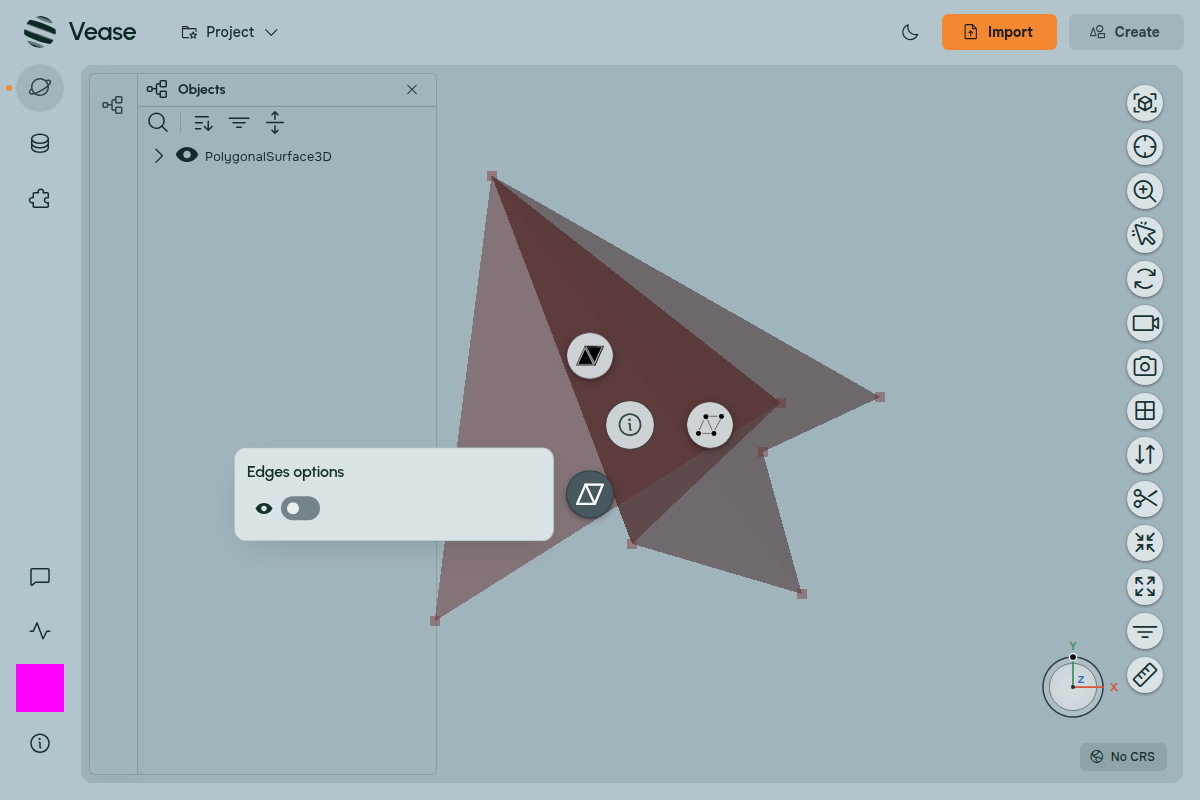 Vease
Project
Import
Create
Objects
PolygonalSurface3D
Edges options
Y
Z
X
No CRS